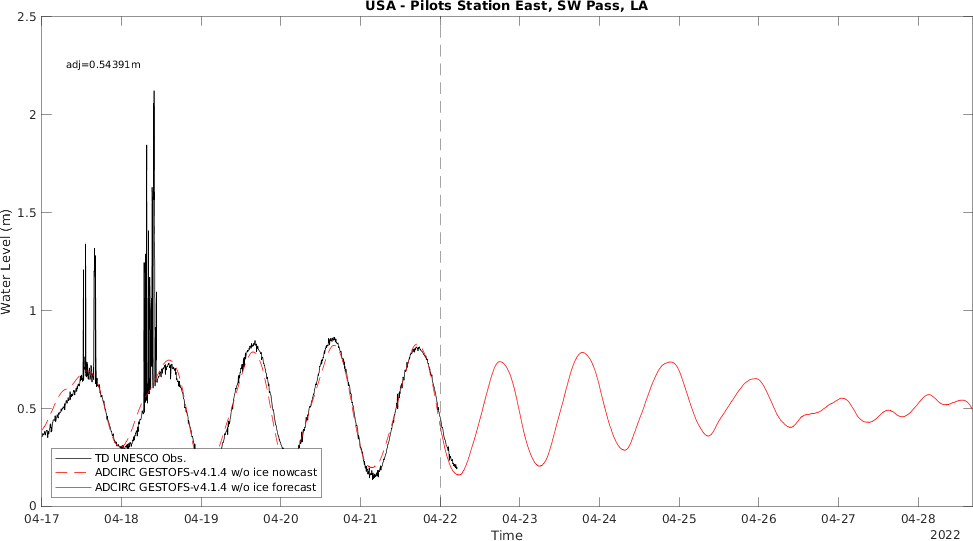 USA - Pilots Station East, SW Pass, LA
2.5
adj=0.54391m
2
1.5
Water Level (m)
1
0.5
TD UNESCO Obs.
ADCIRC GESTOFS-v4.1.4 w/o ice nowcast
ADCIRC GESTOFS-v4.1.4 w/o ice forecast
0
04-17 04-18 04-19 04-20 04-21 04-22 04-23 04-24 04-25 04-26 04-27 04-28
Time
2022